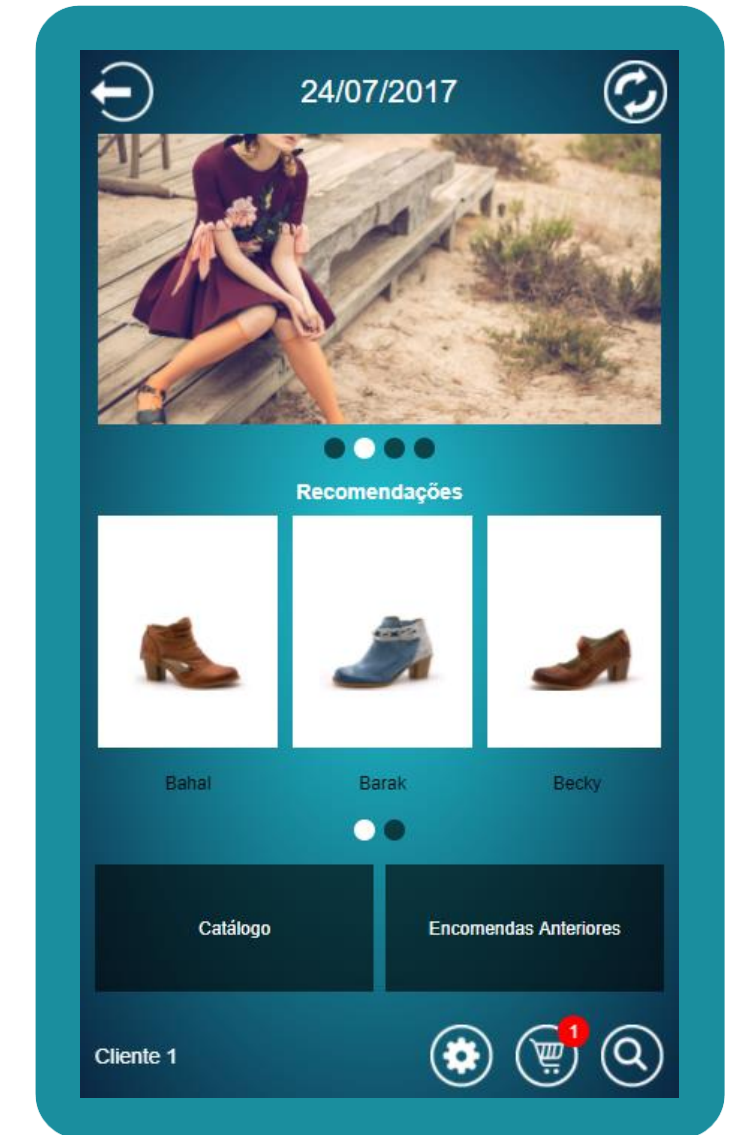 24/07/2017
Recomendações
Bahal
Barak
Becky
Catálogo
Encomendas Anteriores
Cliente 1
1